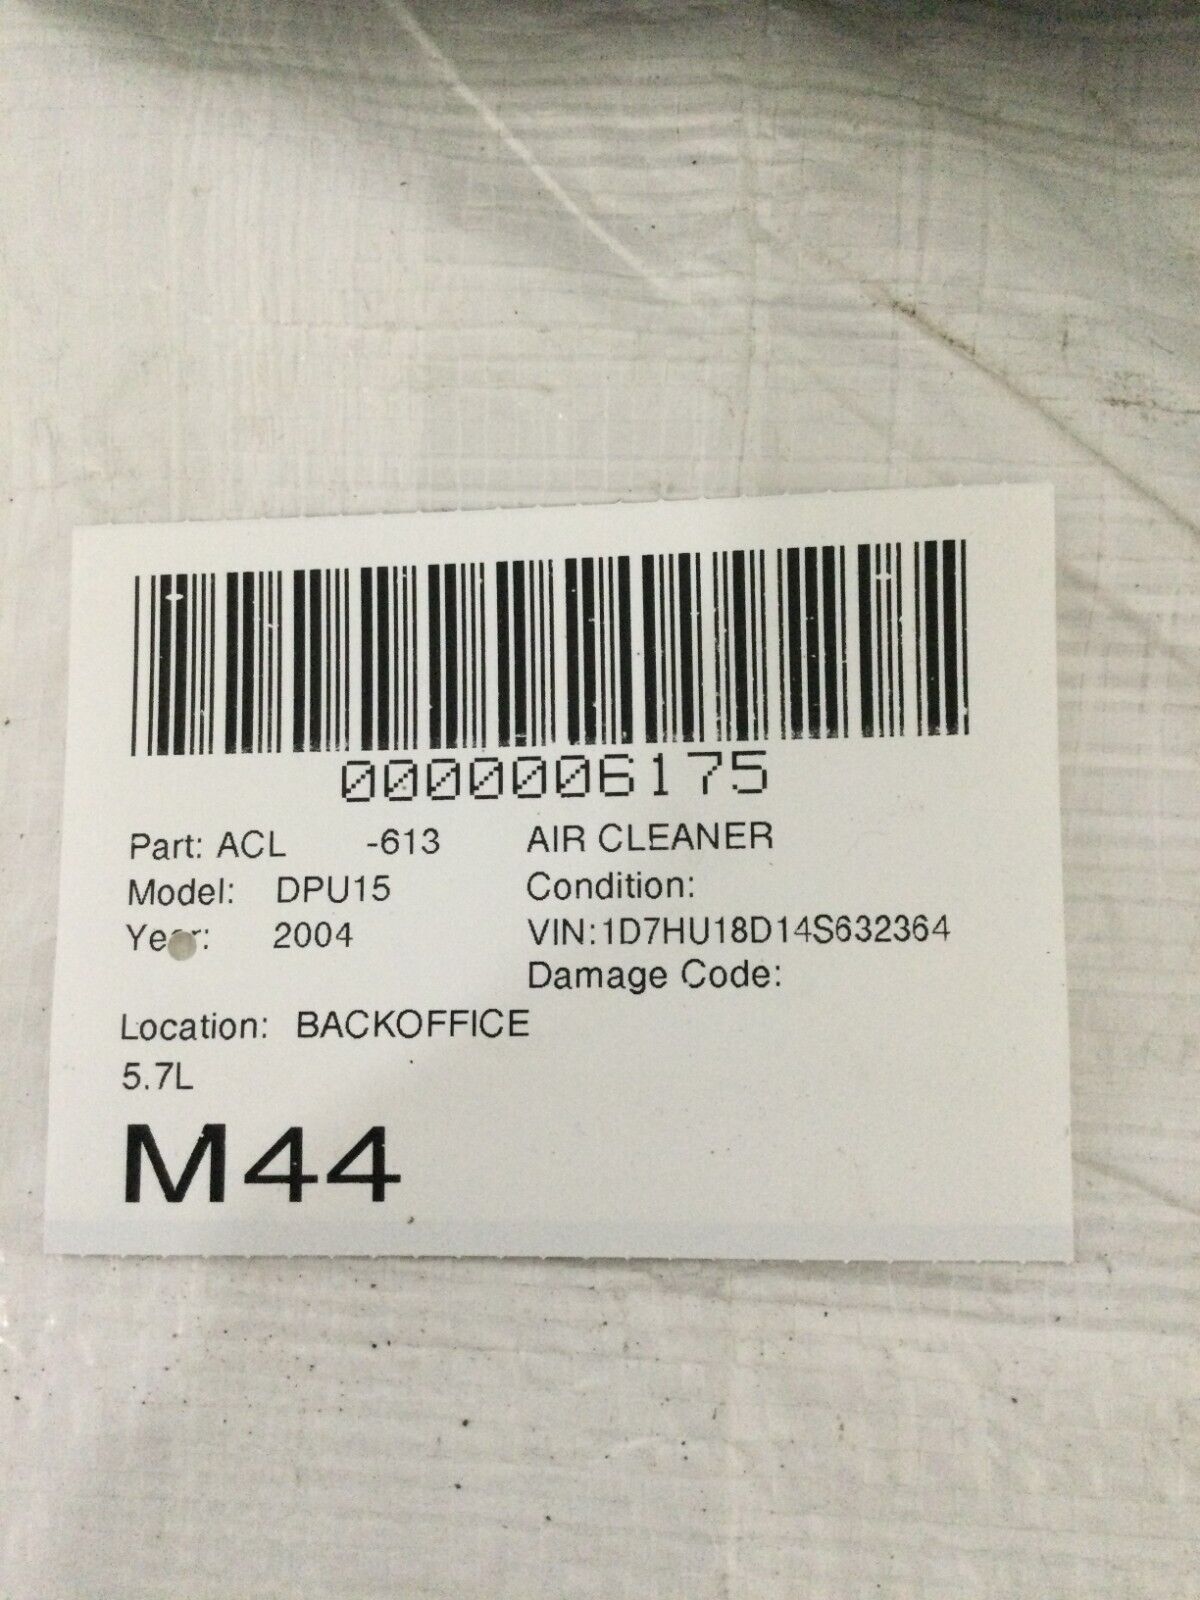 0000006175
Part: ACL -613 AIR CLEANER
Model: DPU15 Condition:
Year: 2004 VIN:1D7HU18D14S632364
Damage Code:
Location: BACKOFFICE
5.7L
M44